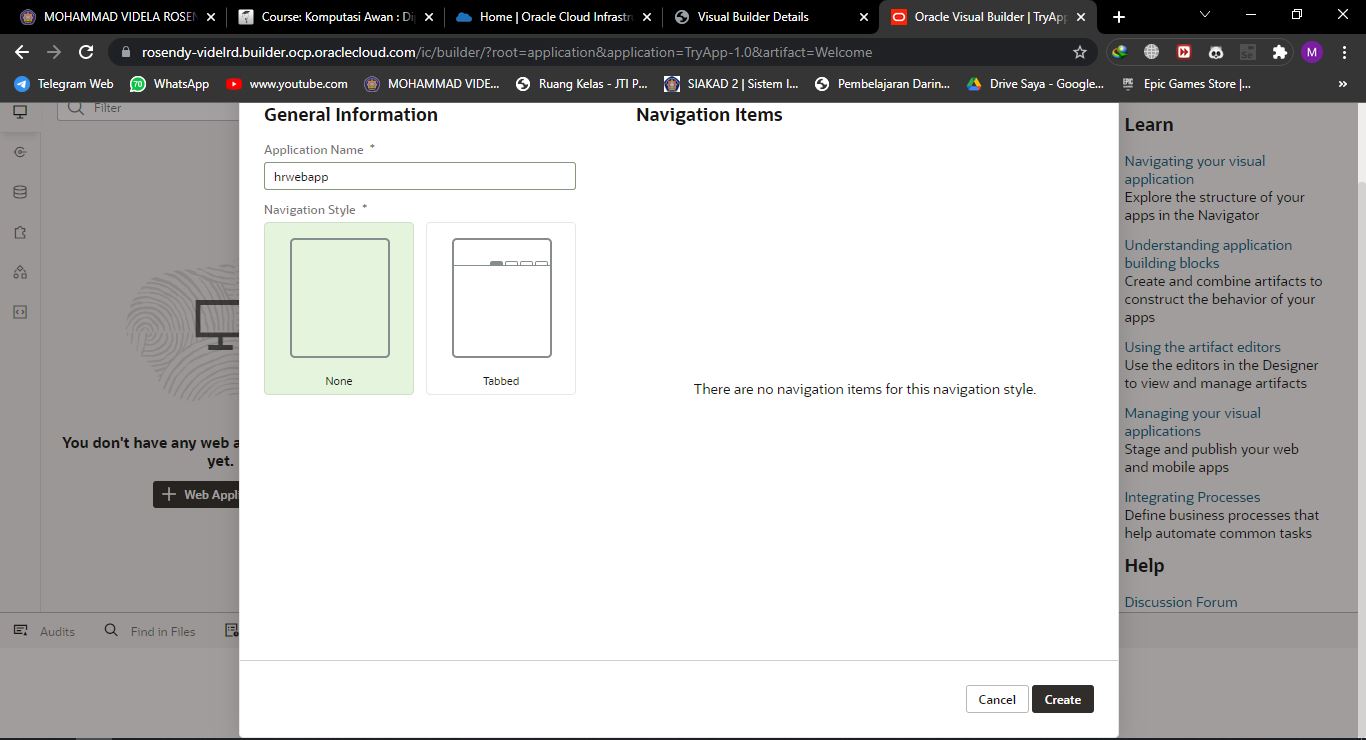 MOHAMMAD VIDELA ROSEN
Course: Komputasi Awan : Di
Home | Oracle Cloud Infrastr
Visual Builder Details
Oracle Visual Builder | TryApp
rosendy-videlrd.builder.ocp.oraclecloud.com/ic/builder/?root=application&application=TryApp-1.0&artifact=Welcome
M
Telegram Web
WhatsApp
www.youtube.com
MOHAMMAD VIDE...
Ruang Kelas - JTI P...
SIAKAD 2 | Sistem I...
Pembelajaran Darin...
Drive Saya - Google...
Epic Games Store |...
»
Filter
General Information
Application Name *
hrwebapp
Navigation Style *
None
Tabbed
Navigation Items
There are no navigation items for this navigation style.
You don't have any web a
yet.
Web Appli
Learn
Navigating your visual
application
Explore the structure of your
apps in the Navigator
Understanding application
building blocks
Create and combine artifacts to
construct the behavior of your
apps
Using the artifact editors
Use the editors in the Designer
to view and manage artifacts
Managing your visual
applications
Stage and publish your web
and mobile apps
Integrating Processes
Define business processes that
help automate common tasks
Help
Discussion Forum
Audits
Find in Files
Cancel
Create